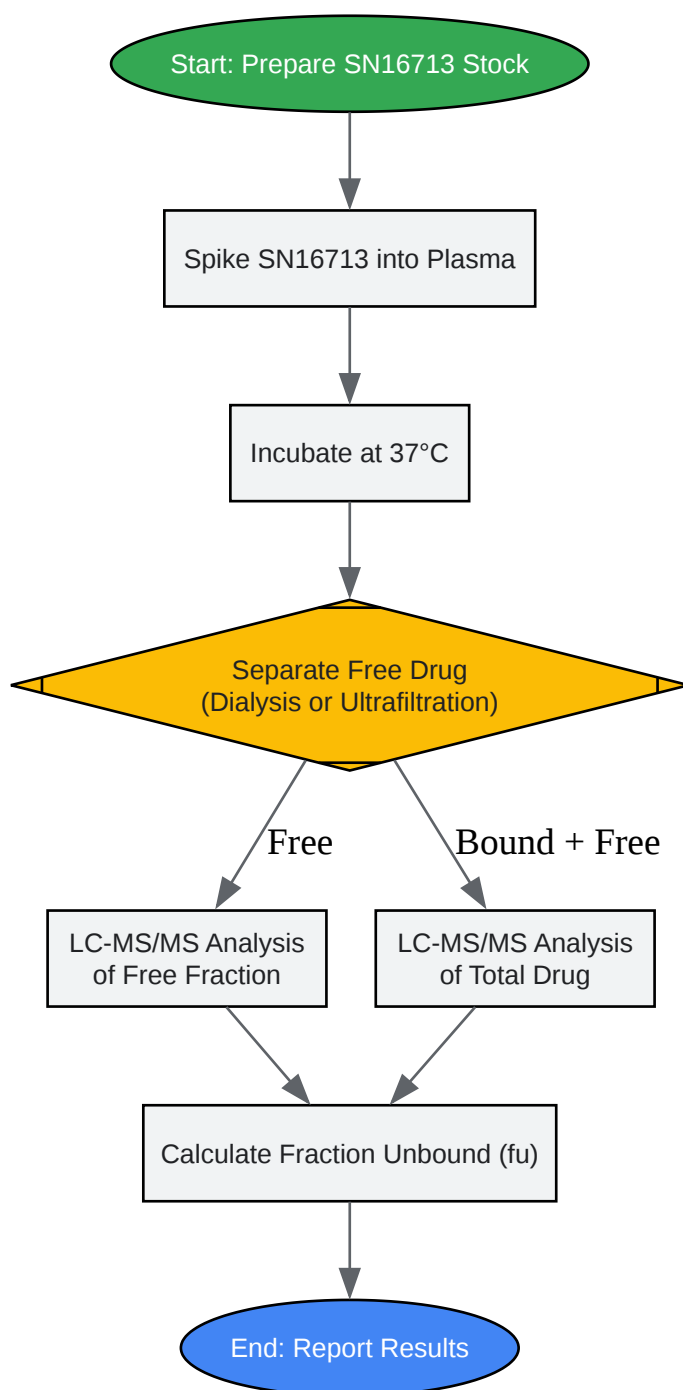 Start: Prepare SN16713 Stock
Spike SN16713 into Plasma
Incubate at 37°C
Separate Free Drug
(Dialysis or Ultrafiltration)
Free
Bound + Free
LC-MS/MS Analysis
of Free Fraction
LC-MS/MS Analysis
of Total Drug
Calculate Fraction Unbound (fu)
End: Report Results